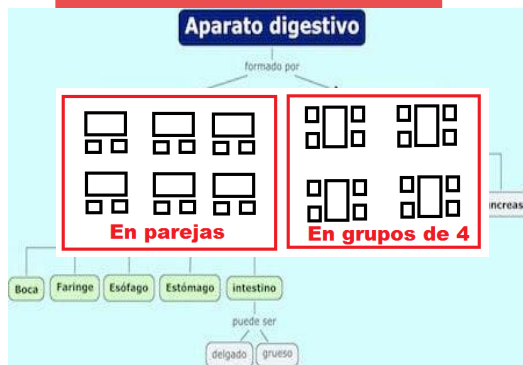 Aparato digestivo
formado por
En parejas
En grupos de 4
Boca
Faringe
Esófago
Estómago
intestino
puede ser
delgado
grueso